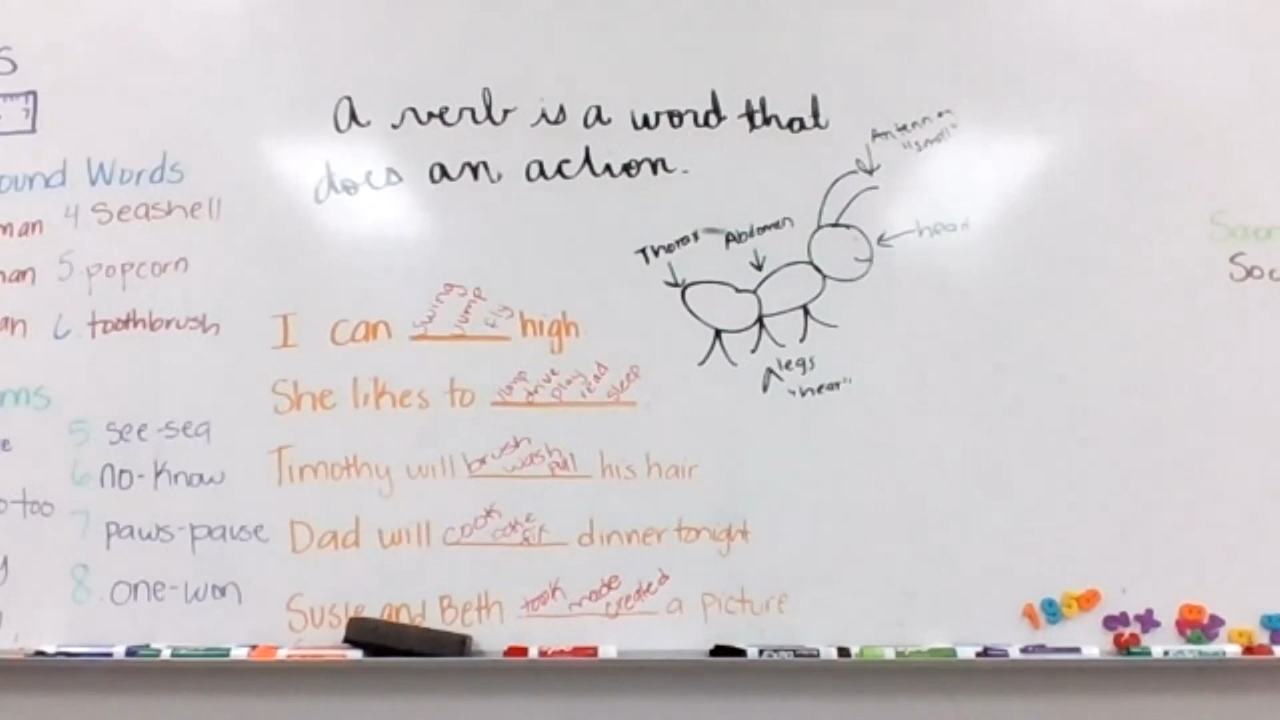 S
A verb is a word that
does an action.
ound Words
man 4 Seashell
man 5. popcorn
an 6. toothbrush
ms
5. see-sea
6 no-know
o-too
7 paws-pause
8. one-won
swing jump fly
I can high
jump drive play read sleep
She likes to
brush wash pull
Timothy will his hair
cook
Dad will dinner tonight
took made created
Susie and Beth a picture
Thorax Abdomen
"smell"
head
legs
"hear"
Soc
1950